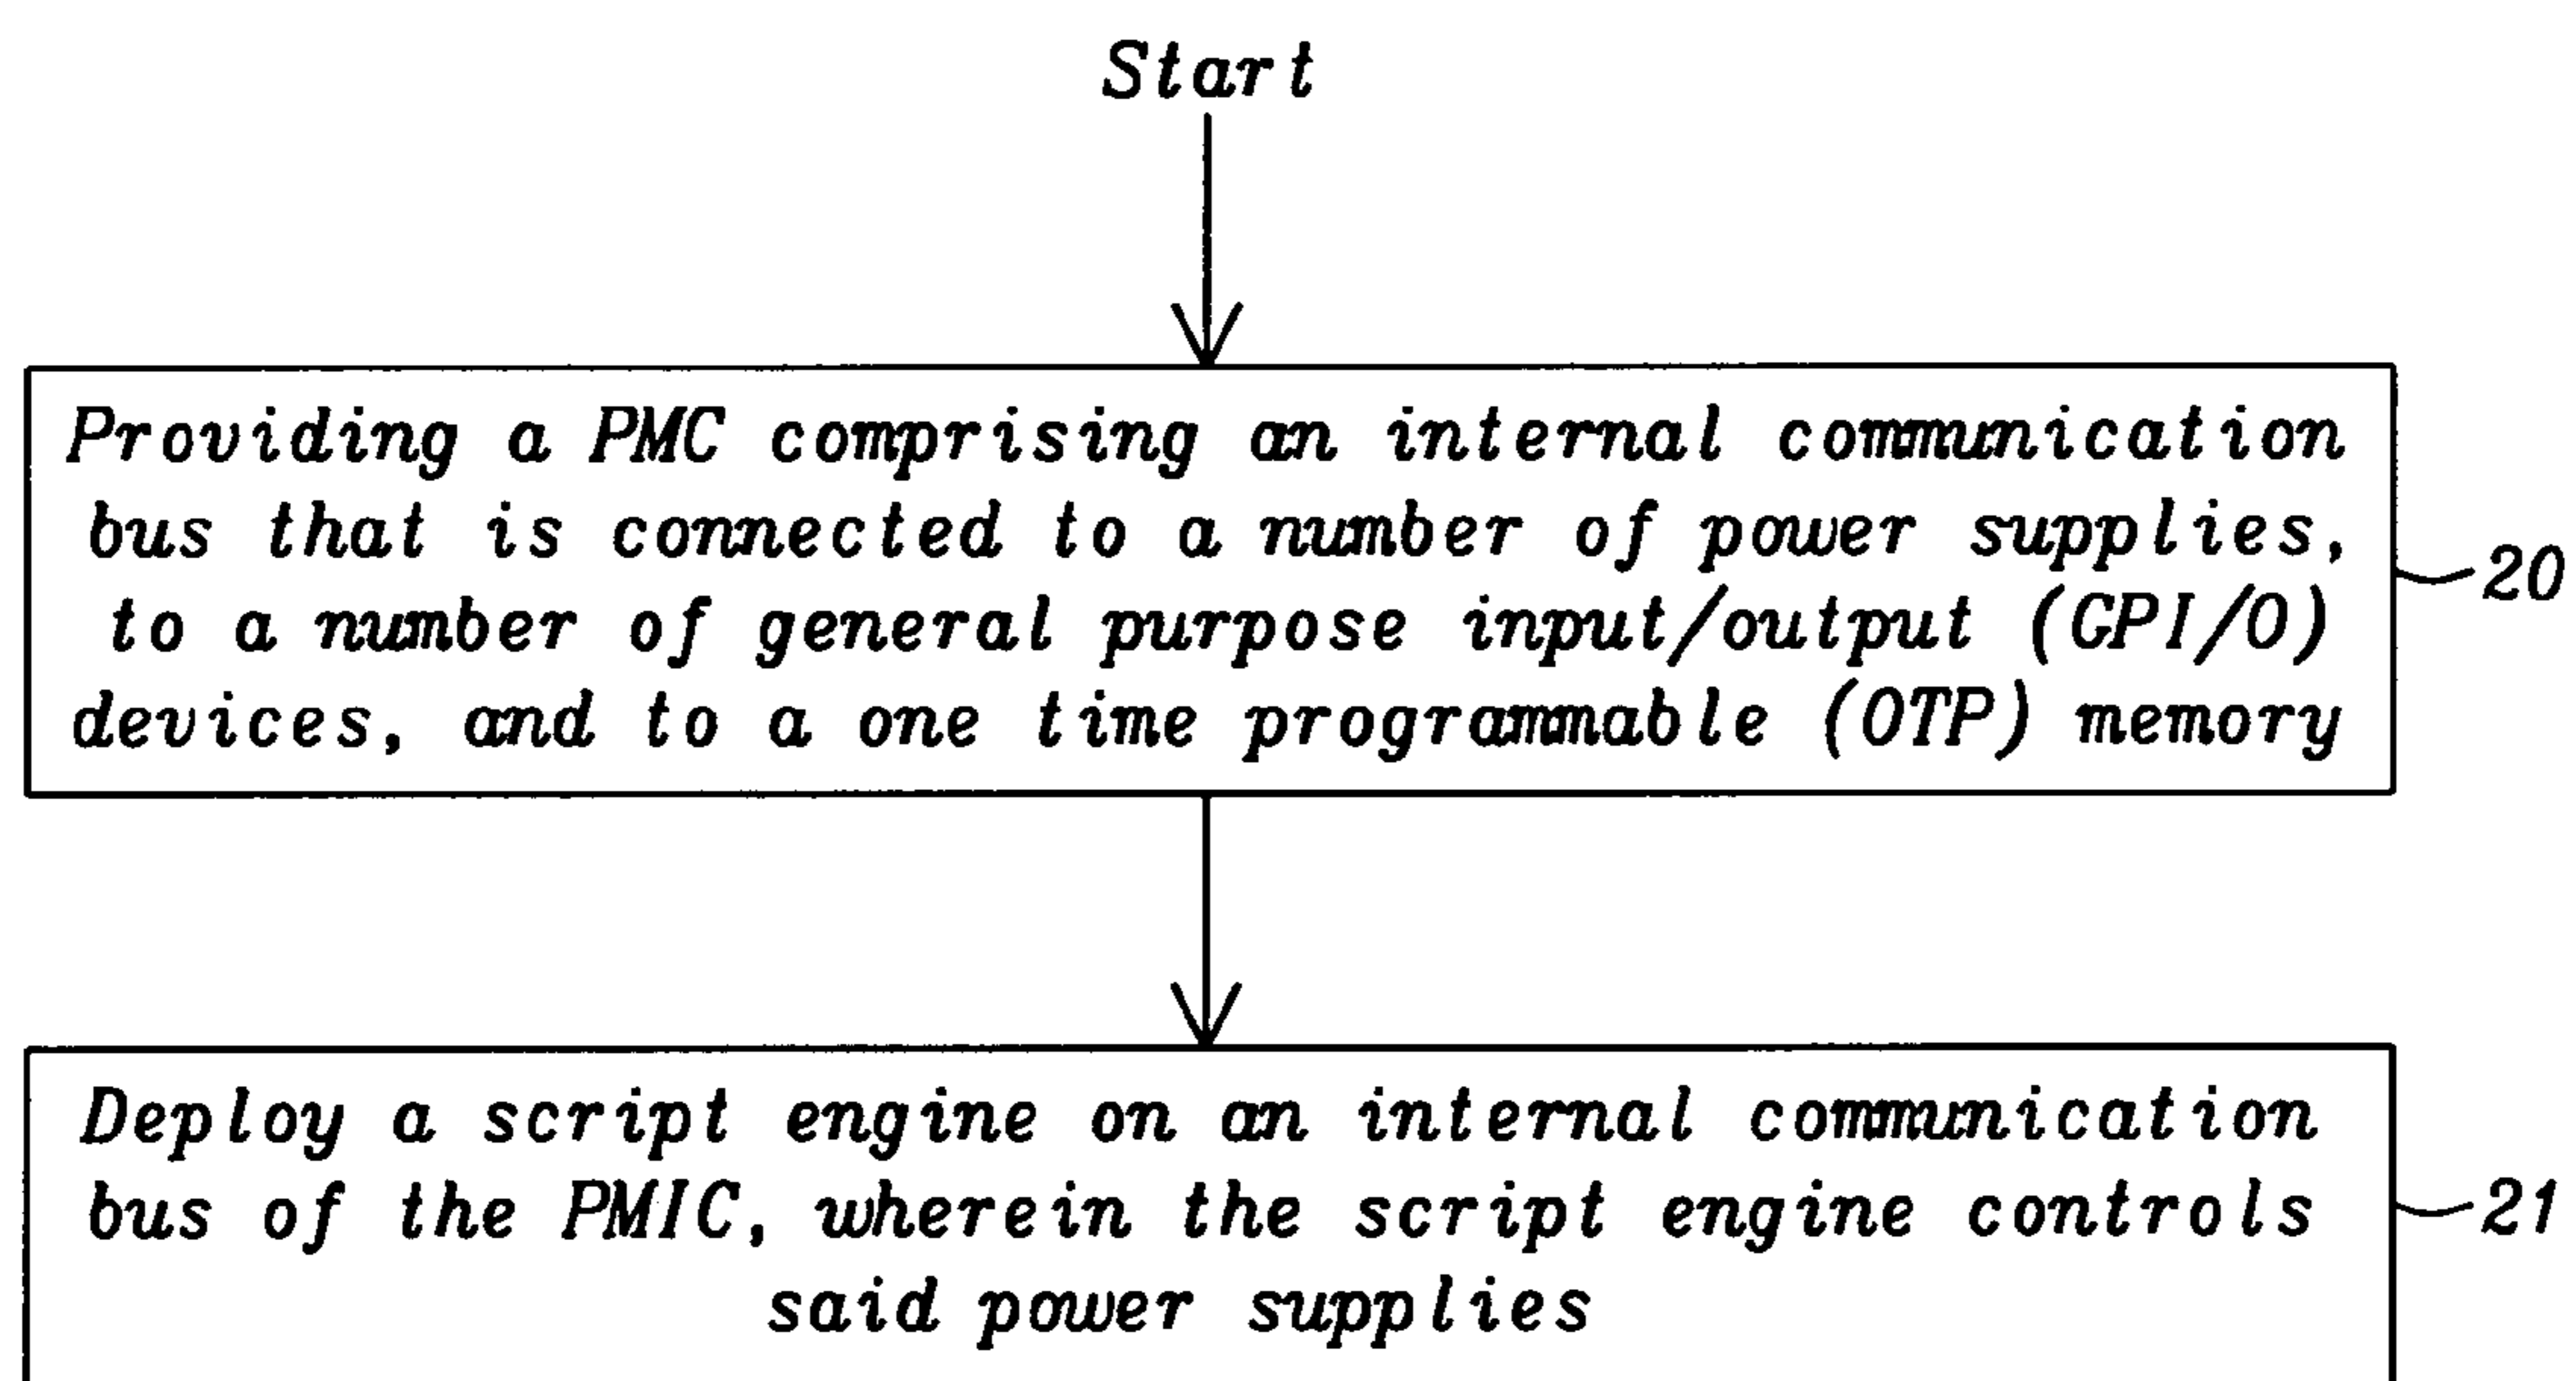 Start
Providing a PMC comprising an internal communication
bus that is connected to a number of power supplies,
to a number of general purpose input/output (GPI/O)
devices, and to a one time programmable (OTP) memory
20
Deploy a script engine on an internal communication
bus of the PMIC, wherein the script engine controls
said power supplies
21